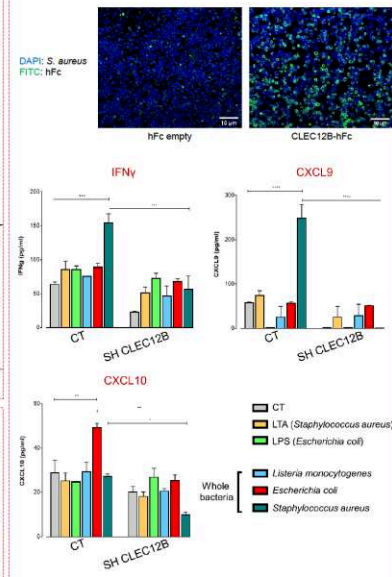 DAPI: S. aureus
FITC: hFc
10 µm
hFc empty
CLEC12B-hFc
IFNγ
IFNg (pg/ml)
200
150
100
50
0
***
***
CT
SH CLEC12B
CXCL9
CXCL9 (pg/ml)
300
200
100
0
****
****
CT
SH CLEC12B
CXCL10
CXCL10 (pg/ml)
60
40
20
0
**
*
CT
SH CLEC12B
CT
LTA (Staphylococcus aureus)
LPS (Escherichia coli)
Whole
bacteria
Listeria monocytogenes
Escherichia coli
Staphylococcus aureus